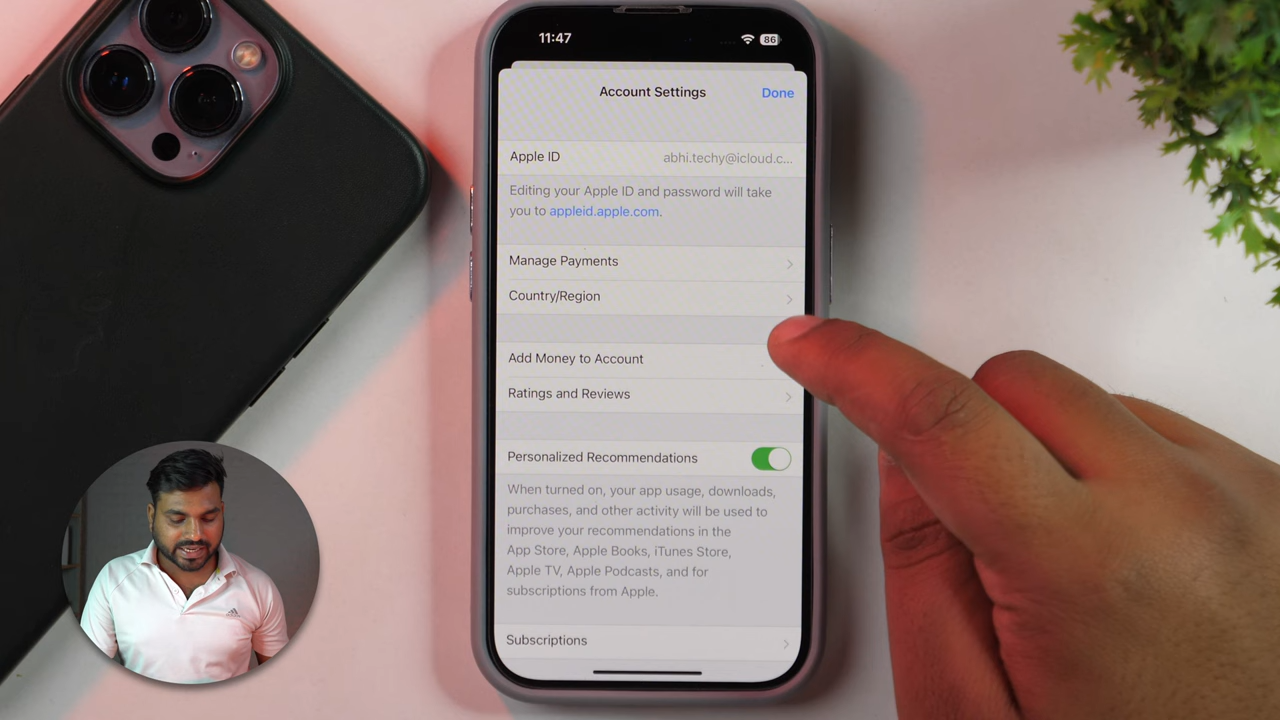 11:47
86
Account Settings
Done
Apple ID
abhi.techy@icloud.c...
Editing your Apple ID and password will take
you to appleid.apple.com.
Manage Payments
Country/Region
Add Money to Account
Ratings and Reviews
Personalized Recommendations
When turned on, your app usage, downloads,
purchases, and other activity will be used to
improve your recommendations in the
App Store, Apple Books, iTunes Store,
Apple TV, Apple Podcasts, and for
subscriptions from Apple.
Subscriptions